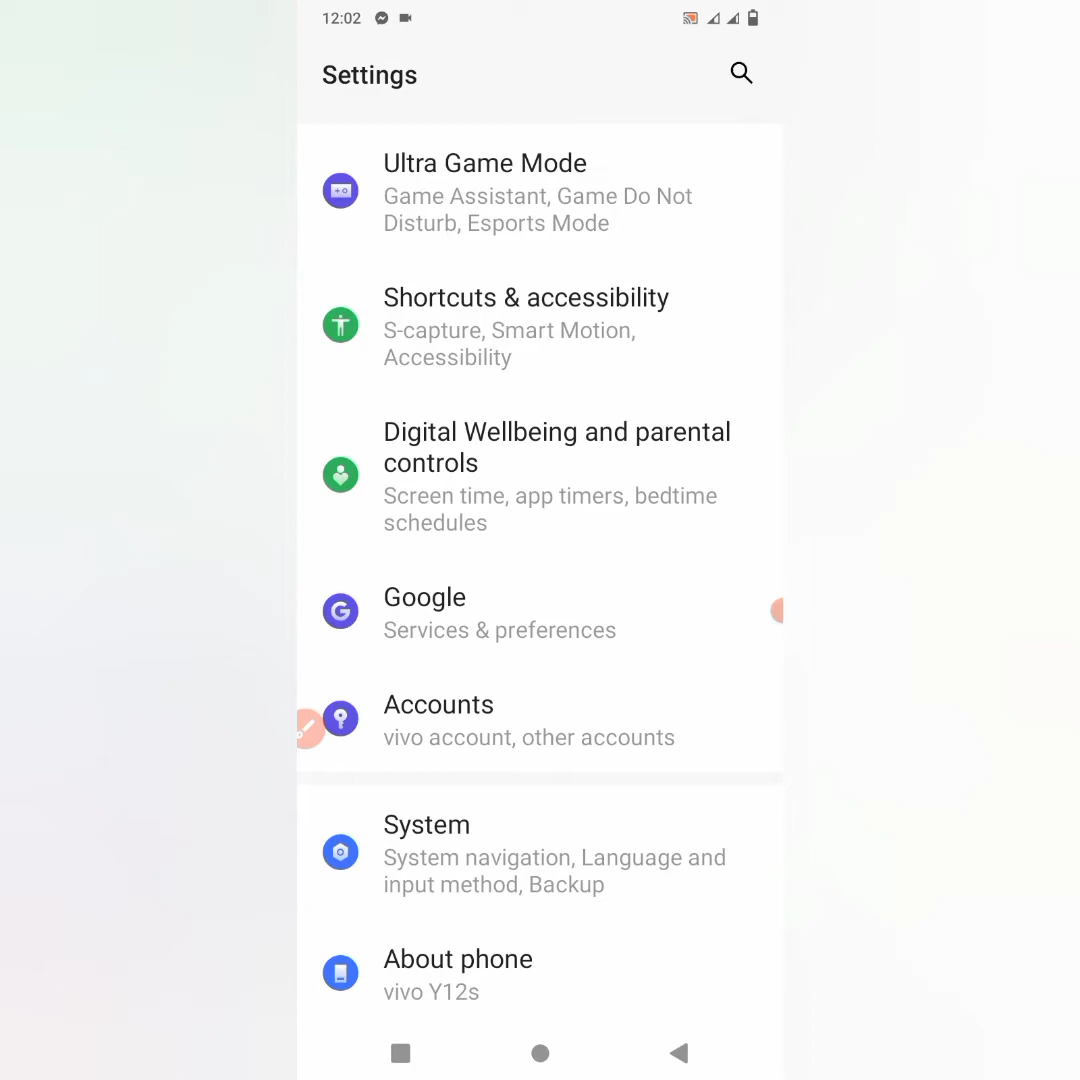 12:02
Settings
Ultra Game Mode
Game Assistant, Game Do Not
Disturb, Esports Mode
Shortcuts & accessibility
S-capture, Smart Motion,
Accessibility
Digital Wellbeing and parental
controls
Screen time, app timers, bedtime
schedules
Google
Services & preferences
Accounts
vivo account, other accounts
System
System navigation, Language and
input method, Backup
About phone
vivo Y12s